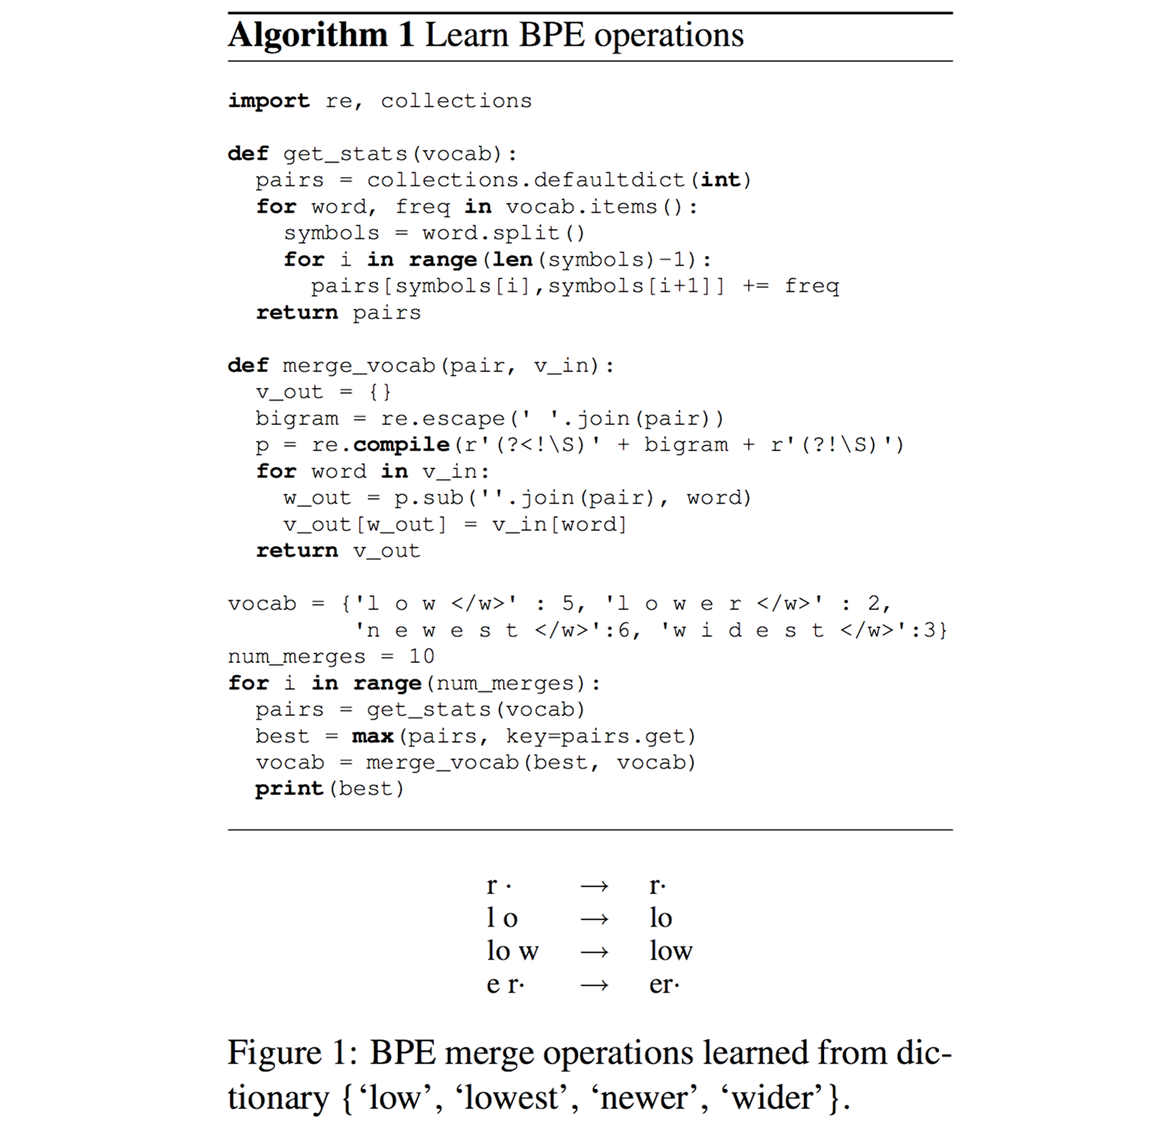 Algorithm 1 Learn BPE operations
import re, collections
def get_stats(vocab):
  pairs = collections.defaultdict(int)
  for word, freq in vocab.items():
    symbols = word.split()
    for i in range(len(symbols)-1):
      pairs[symbols[i],symbols[i+1]] += freq
  return pairs
def merge_vocab(pair, v_in):
  v_out = {}
  bigram = re.escape(' '.join(pair))
  p = re.compile(r'(?<!\S)' + bigram + r'(?!\S)')
  for word in v_in:
    w_out = p.sub(''.join(pair), word)
    v_out[w_out] = v_in[word]
  return v_out
vocab = {'l o w </w>' : 5, 'l o w e r </w>' : 2,
         'n e w e s t </w>':6, 'w i d e s t </w>':3}
num_merges = 10
for i in range(num_merges):
  pairs = get_stats(vocab)
  best = max(pairs, key=pairs.get)
  vocab = merge_vocab(best, vocab)
  print(best)
r · → r·
l o → lo
lo w → low
e r· → er·
Figure 1: BPE merge operations learned from dic-
tionary {‘low’, ‘lowest’, ‘newer’, ‘wider’}.